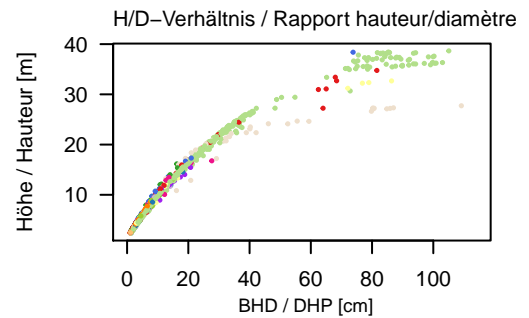 H/D−Verhältnis / Rapport hauteur/diamètre
Höhe / Hauteur [m]
40
30
20
10
0 20 40 60 80 100
BHD / DHP [cm]